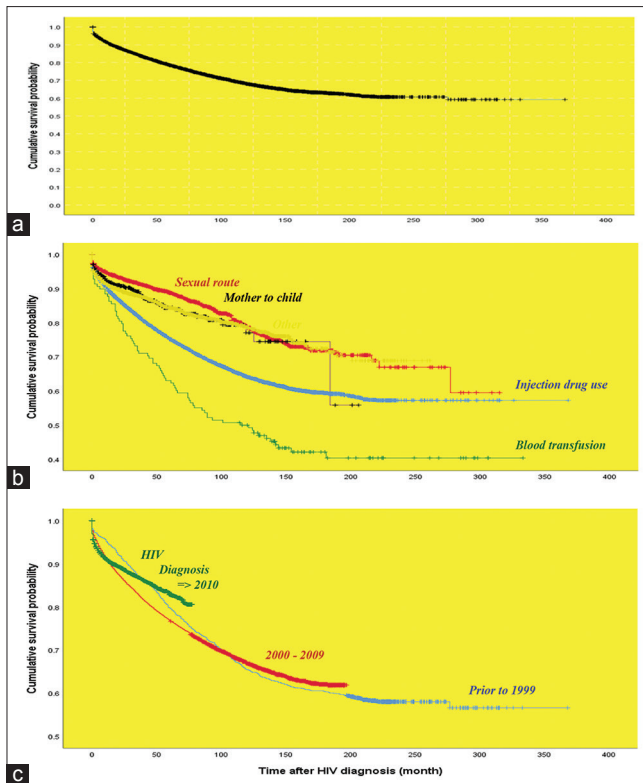 Cumulative survival probability
1.0
0.9
0.8
0.7
0.6
0.5
0.4
0.3
0.2
0.1
0.0
0 50 100 150 200 250 300 350 400
a
Cumulative survival probability
1.0
0.9
0.8
0.7
0.6
0.5
0.4
Sexual route
Mother to child
Other
Injection drug use
Blood transfusion
0 50 100 150 200 250 300 350 400
b
Cumulative survival probability
1.0
0.9
0.8
0.7
0.6
0.5
HIV
Diagnosis
=> 2010
2000 - 2009
Prior to 1999
0 50 100 150 200 250 300 350 400
Time after HIV diagnosis (month)
c